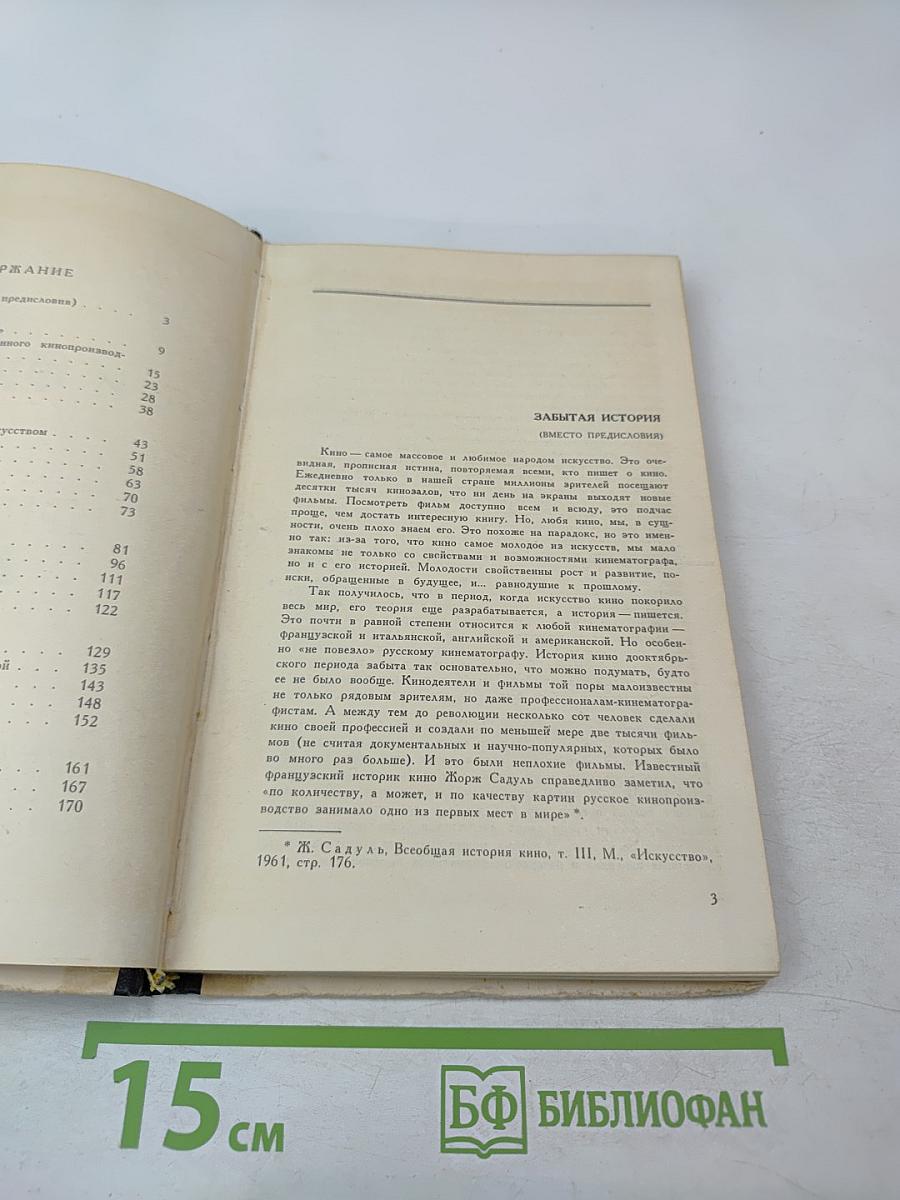 РЖАНИЕ
предисловия) . . . .
3
9
нного кинопроизвод-
15
23
28
38
усством . . . .
43
51
58
63
70
73
81
96
111
117
122
129
ой . . . 135
143
148
152
161
167
170
ЗАБЫТАЯ ИСТОРИЯ
(ВМЕСТО ПРЕДИСЛОВИЯ)
Кино — самое массовое и любимое народом искусство. Это оче-
видная, прописная истина, повторяемая всеми, кто пишет о кино.
Ежедневно только в нашей стране миллионы зрителей посещают
десятки тысяч кинозалов, что ни день на экраны выходят новые
фильмы. Посмотреть фильм доступно всем и всюду, это подчас
проще, чем достать интересную книгу. Но, любя кино, мы, в сущ-
ности, очень плохо знаем его. Это похоже на парадокс, но это имен-
но так: из-за того, что кино самое молодое из искусств, мы мало
знакомы не только со свойствами и возможностями кинематографа,
но и с его историей. Молодости свойственны рост и развитие, по-
иски, обращенные в будущее, и... равнодушие к прошлому.
Так получилось, что в период, когда искусство кино покорило
весь мир, его теория еще разрабатывается, а история — пишется.
Это почти в равной степени относится к любой кинематографии —
французской и итальянской, английской и американской. Но особен-
но «не повезло» русскому кинематографу. История кино дооктябрь-
ского периода забыта так основательно, что можно подумать, будто
ее не было вообще. Кинодеятели и фильмы той поры малоизвестны
не только рядовым зрителям, но даже профессионалам-кинематогра-
фистам. А между тем до революции несколько сот человек сделали
кино своей профессией и создали по меньшей мере две тысячи филь-
мов (не считая документальных и научно-популярных, которых было
во много раз больше). И это были неплохие фильмы. Известный
французский историк кино Жорж Садуль справедливо заметил, что
«по количеству, а может, и по качеству картин русское кинопроиз-
водство занимало одно из первых мест в мире» *.
* Ж. Садуль, Всеобщая история кино, т. III, М., «Искусство»,
1961, стр. 176.
3
15 см
БФ БИБЛИОФАН